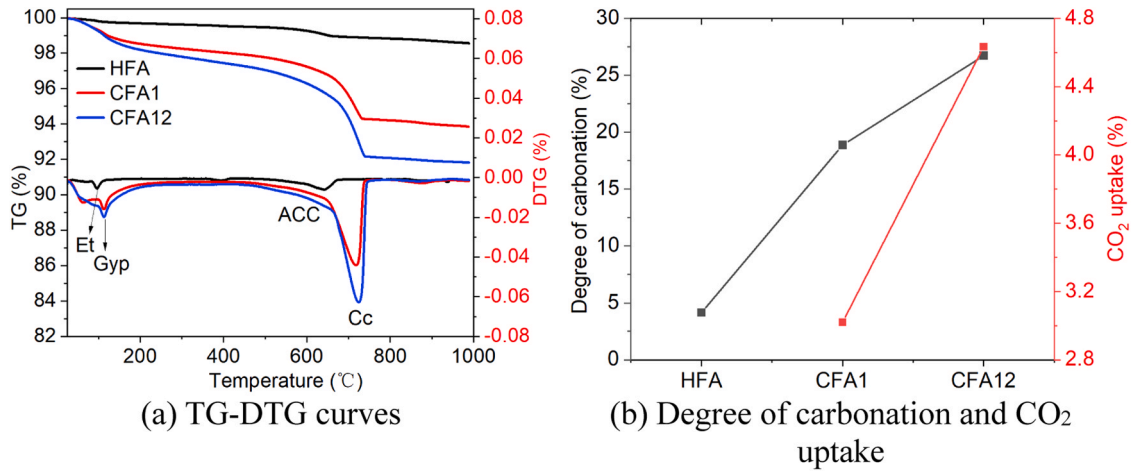 100
98
96
94
92
90
88
86
84
82
TG (%)
HFA
CFA1
CFA12
Et
Gyp
ACC
Cc
0.08
0.06
0.04
0.02
0.00
-0.02
-0.04
-0.06
-0.08
DTG (%)
200
400
600
800
1000
Temperature (℃)
(a) TG-DTG curves
30
25
20
15
10
5
0
Degree of carbonation (%)
4.8
4.4
4.0
3.6
3.2
2.8
CO₂ uptake (%)
HFA
CFA1
CFA12
(b) Degree of carbonation and CO₂
uptake